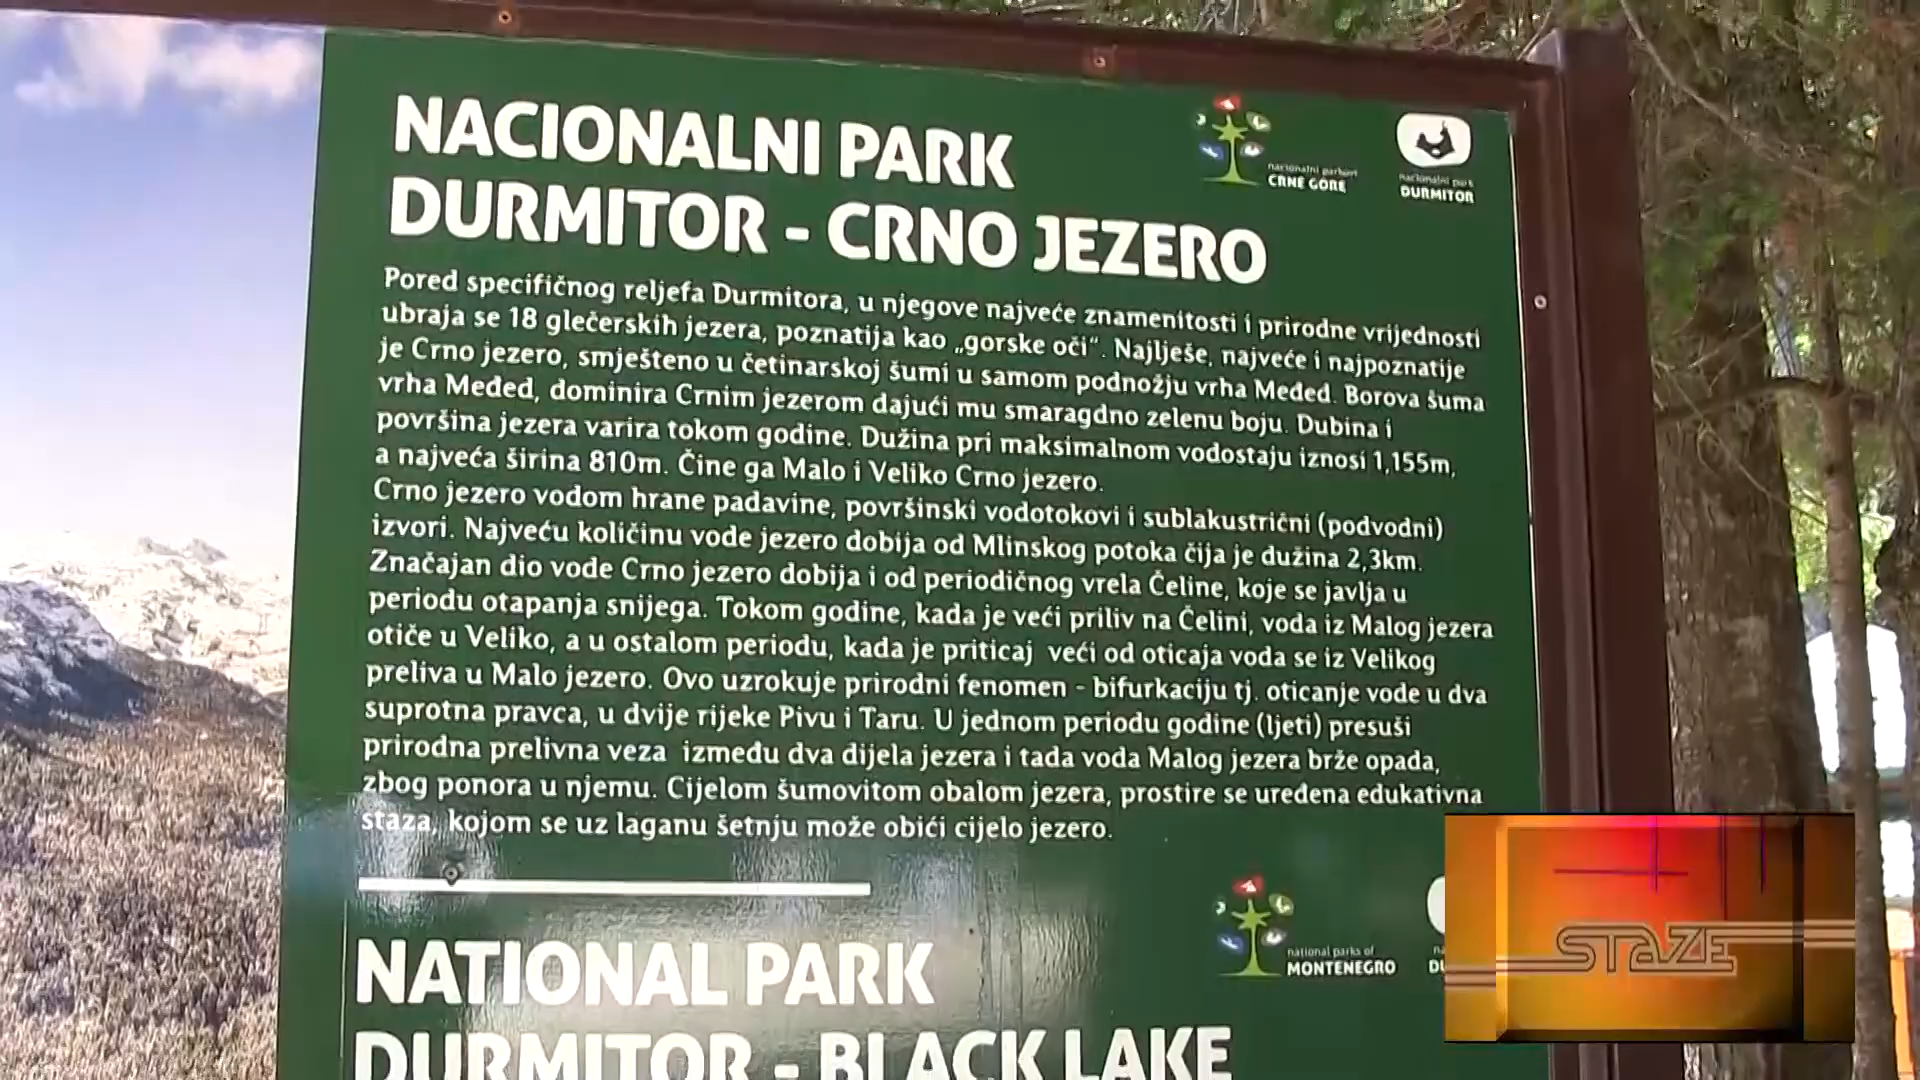 NACIONALNI PARK
DURMITOR - CRNO JEZERO
nacionalni parkovi
CRNE GORE
nacionalni park
DURMITOR
Pored specifičnog reljefa Durmitora, u njegove najveće znamenitosti i prirodne vrijednosti
ubraja se 18 glečerskih jezera, poznatija kao „gorske oči“. Najlješe, najveće i najpoznatije
je Crno jezero, smješteno u četinarskoj šumi u samom podnožju vrha Međed. Borova šuma
vrha Međed, dominira Crnim jezerom dajući mu smaragdno zelenu boju. Dubina i
površina jezera varira tokom godine. Dužina pri maksimalnom vodostaju iznosi 1,155m,
a najveća širina 810m. Čine ga Malo i Veliko Crno jezero.
Crno jezero vodom hrane padavine, površinski vodotokovi i sublakustrični (podvodni)
izvori. Najveću količinu vode jezero dobija od Mlinskog potoka čija je dužina 2,3km.
Značajan dio vode Crno jezero dobija i od periodičnog vrela Čeline, koje se javlja u
periodu otapanja snijega. Tokom godine, kada je veći priliv na Čelini, voda iz Malog jezera
otiče u Veliko, a u ostalom periodu, kada je priticaj veći od oticaja voda se iz Velikog
preliva u Malo jezero. Ovo uzrokuje prirodni fenomen - bifurkaciju tj. oticanje vode u dva
suprotna pravca, u dvije rijeke Pivu i Taru. U jednom periodu godine (ljeti) presuši
prirodna prelivna veza između dva dijela jezera i tada voda Malog jezera brže opada,
zbog ponora u njemu. Cijelom šumovitom obalom jezera, prostire se uređena edukativna
staza, kojom se uz laganu šetnju može obići cijelo jezero.
NATIONAL PARK
DURMITOR - BLACK LAKE
national parks of
MONTENEGRO
STAZE